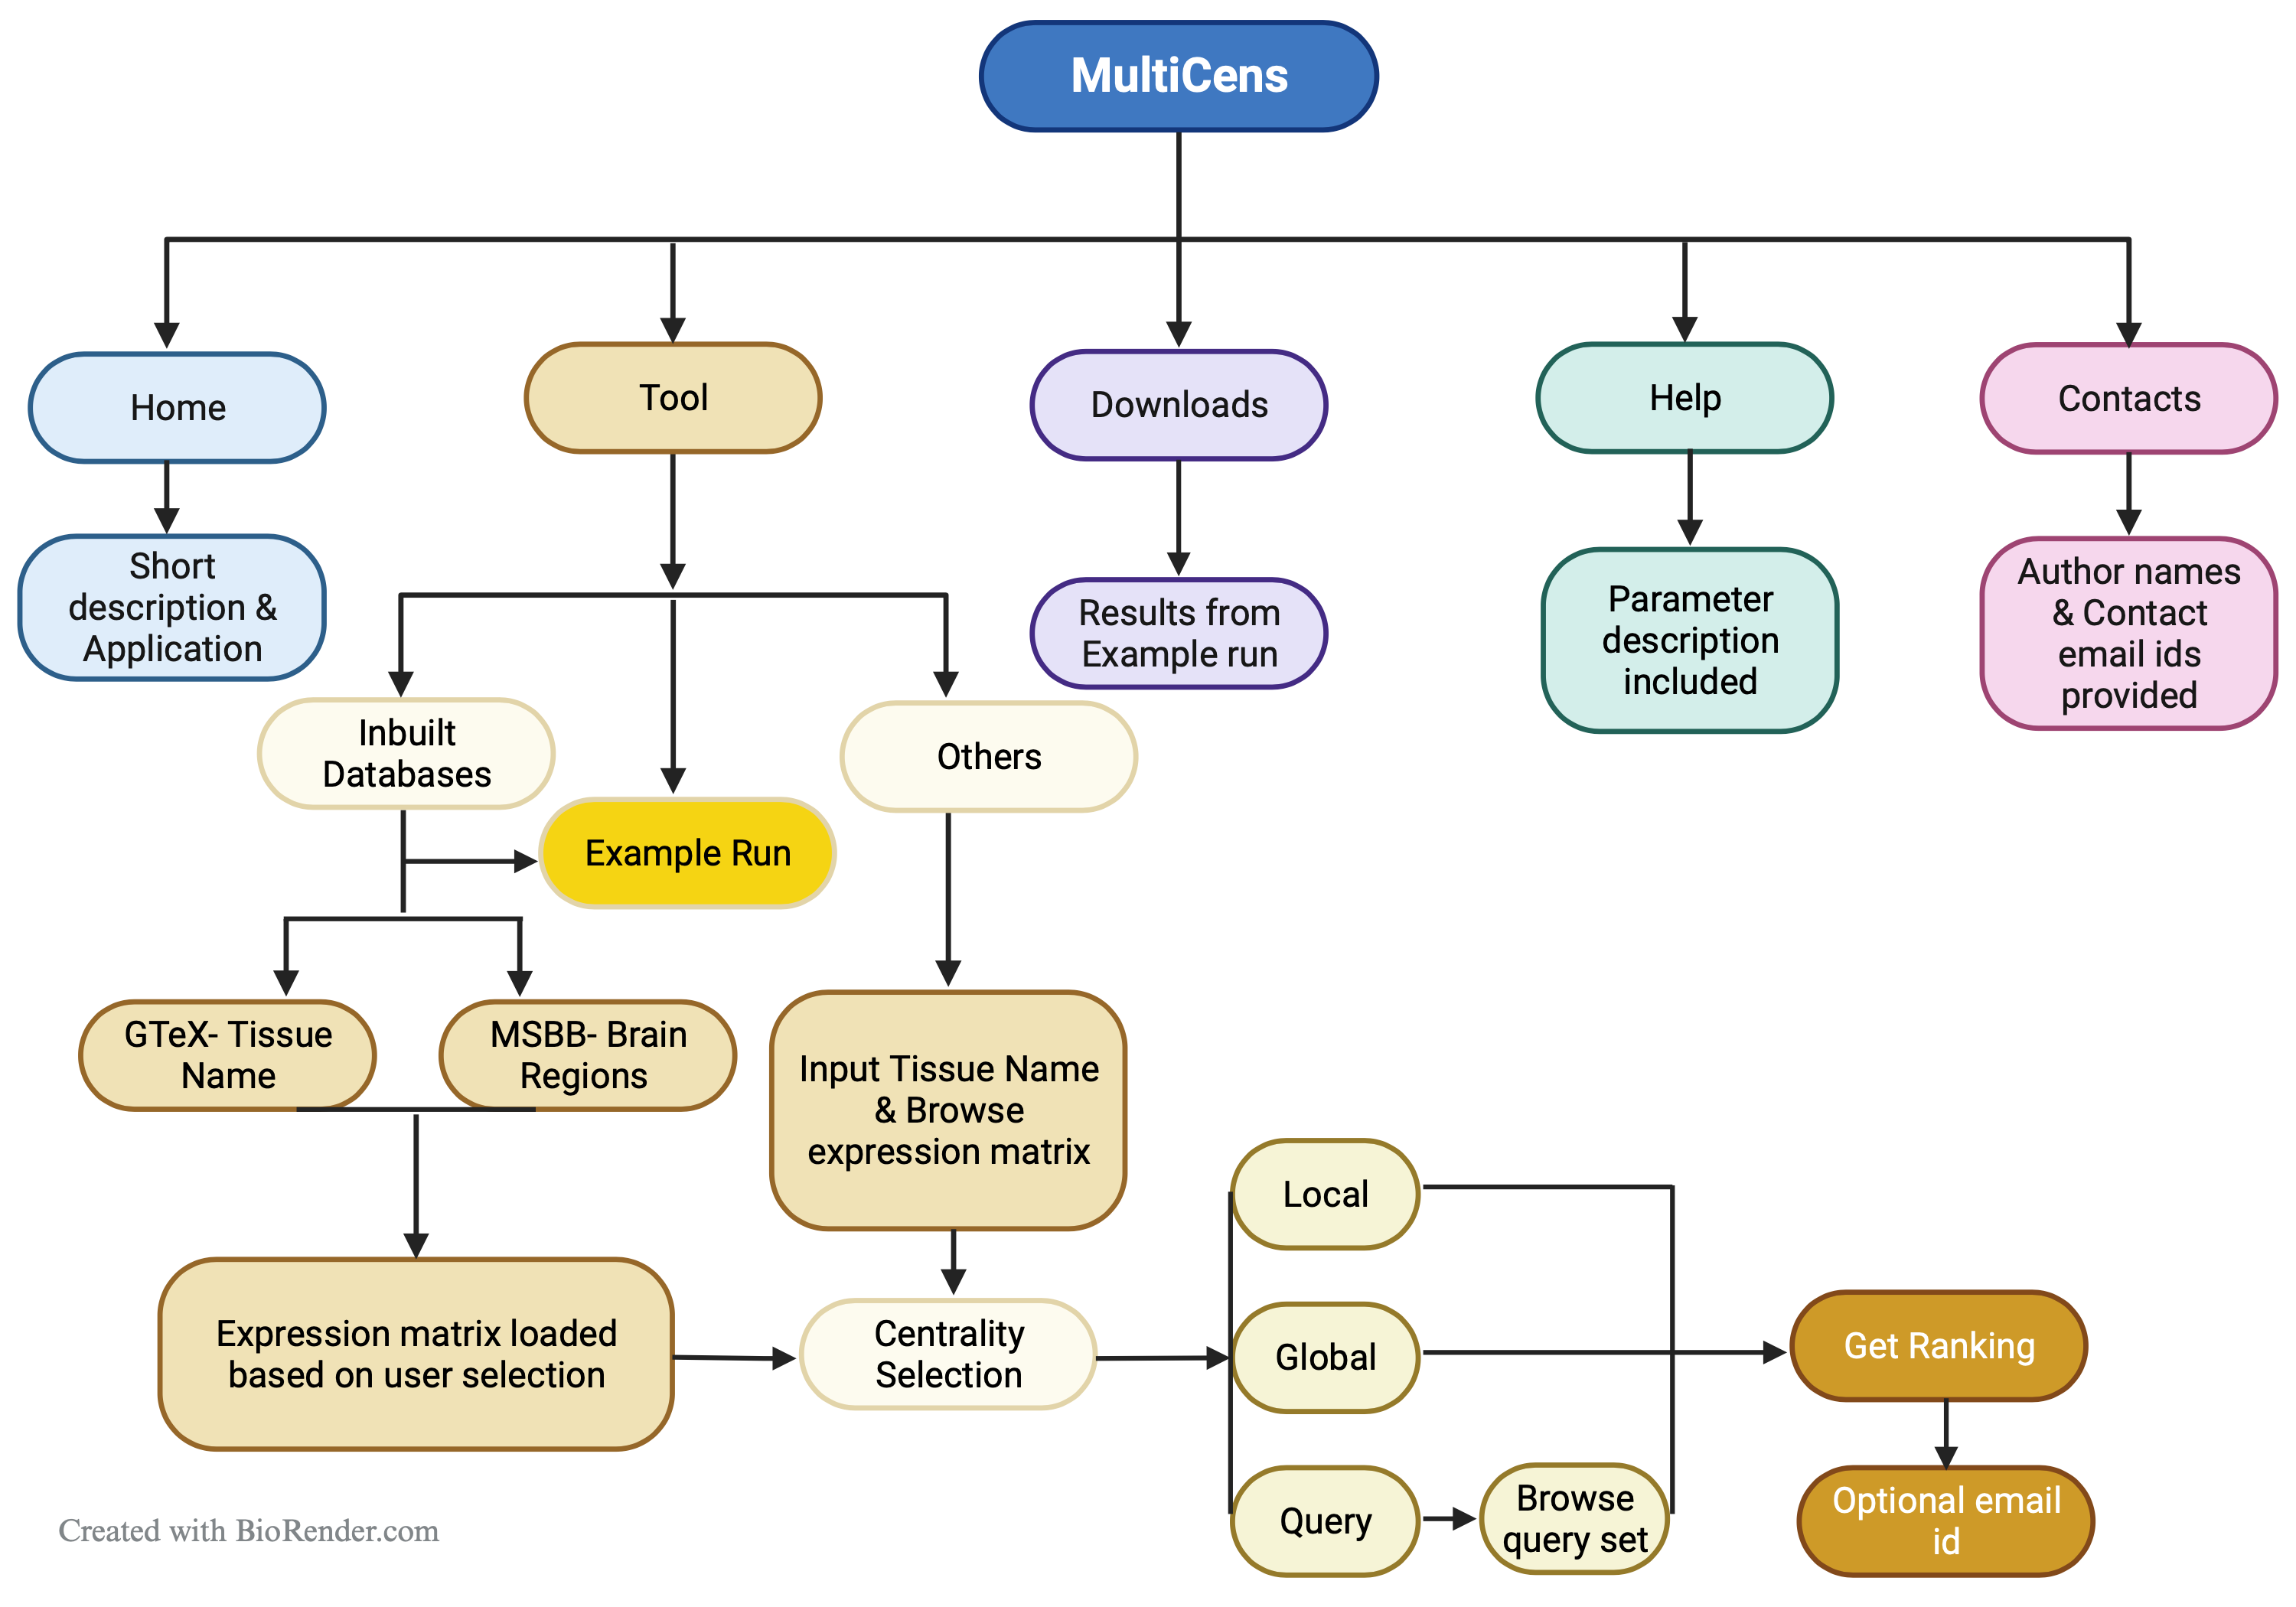 MultiCens
Home
Tool
Downloads
Help
Contacts
Short
description &
Application
Results from
Example run
Parameter
description
included
Author names
& Contact
email ids
provided
Inbuilt
Databases
Others
Example Run
GTeX- Tissue
Name
MSBB- Brain
Regions
Input Tissue Name
& Browse
expression matrix
Expression matrix loaded
based on user selection
Centrality
Selection
Local
Global
Query
Browse
query set
Get Ranking
Optional email
id
Created with BioRender.com